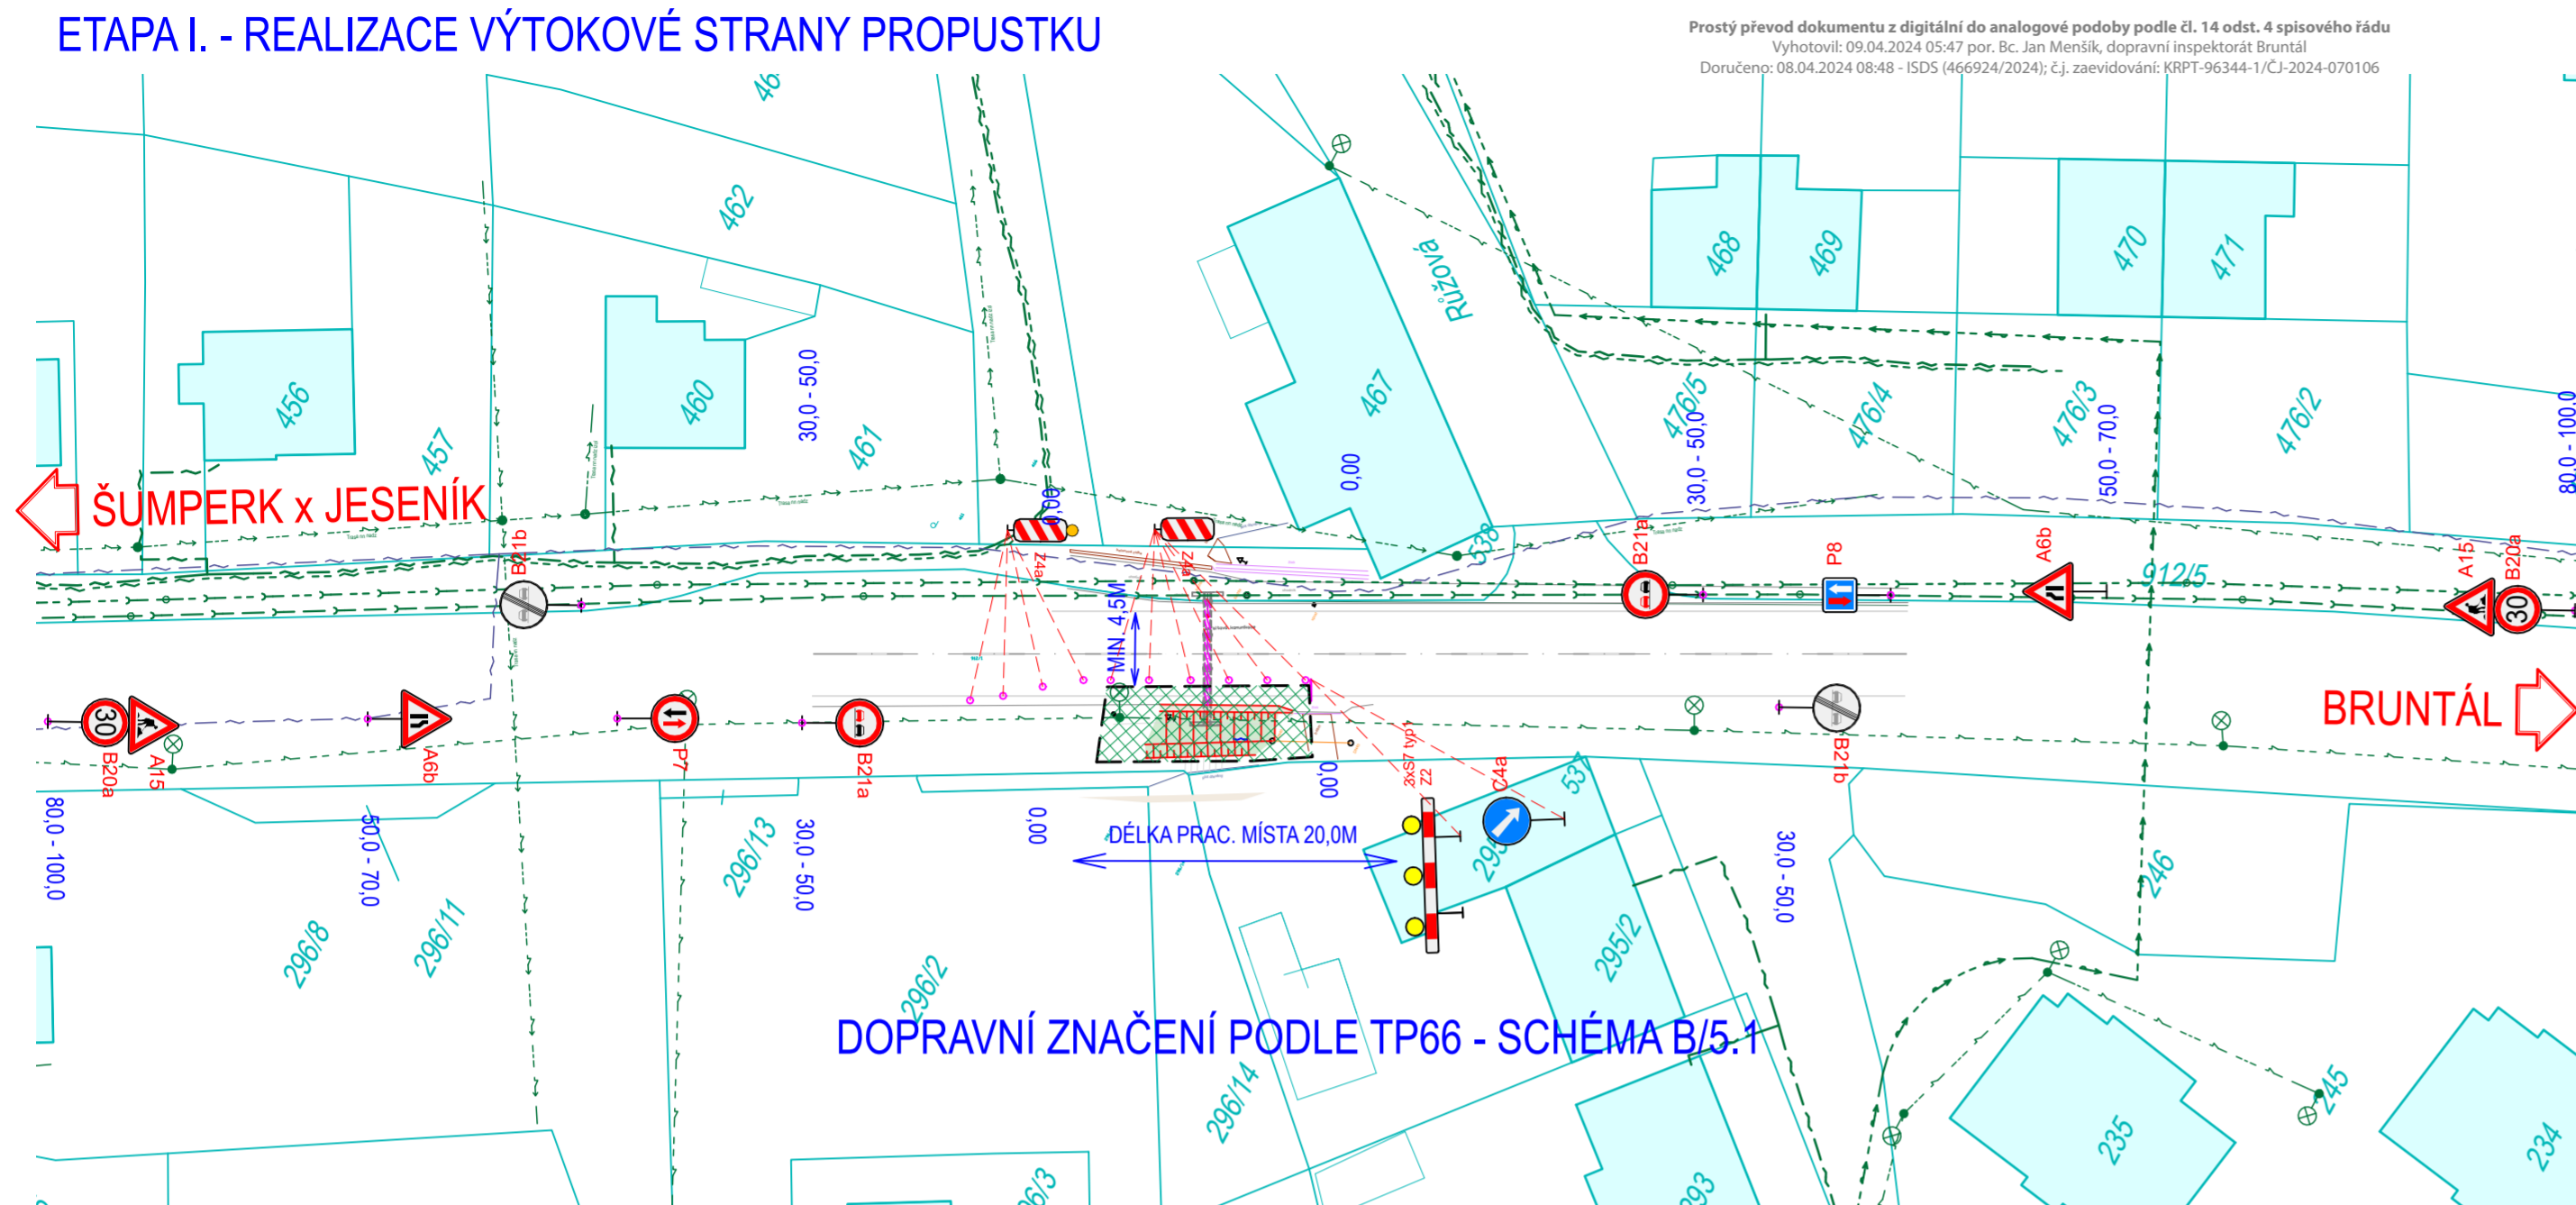 ETAPA I. - REALIZACE VÝTOKOVÉ STRANY PROPUSTKU
Prostý převod dokumentu z digitální do analogové podoby podle čl. 14 odst. 4 spisového řádu
Vyhotovil: 09.04.2024 05:47 por. Bc. Jan Menšík, dopravní inspektorát Bruntál
Doručeno: 08.04.2024 08:48 - ISDS (466924/2024); č.j. zaevidování: KRPT-96344-1/ČJ-2024-070106
462
468
469
470
471
Růžová
456
457
460
461
30,0 - 50,0
467
476/5
476/4
476/3
476/2
30,0 - 50,0
50,0 - 70,0
80,0 - 100,0
0,00
0,00
ŠUMPERK x JESENÍK
B21b
Z4a
Z4a
538
B21a
P8
A6b
912/5
A15
B20a
30
MIN. 4,5M
30
B20a
A15
A6b
P7
B21a
B21b
BRUNTÁL
80,0 - 100,0
50,0 - 70,0
30,0 - 50,0
0,00
0,00
30,0 - 50,0
DÉLKA PRAC. MÍSTA 20,0M
Z2
C4a
537
296/13
296/8
296/11
296/2
295/2
246
DOPRAVNÍ ZNAČENÍ PODLE TP66 - SCHÉMA B/5.1
296/14
235
245
234